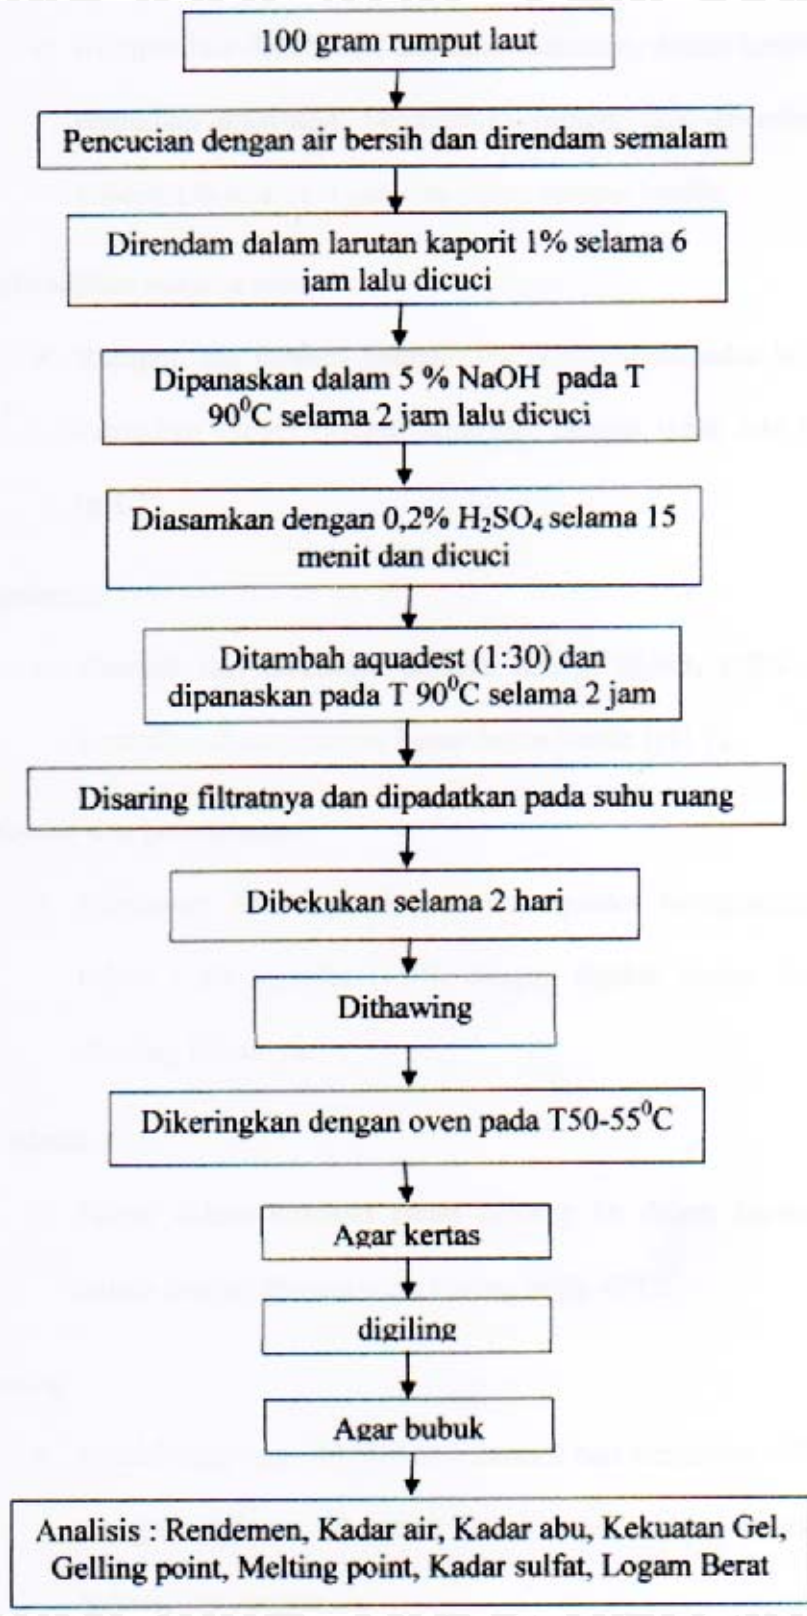 100 gram rumput laut
Pencucian dengan air bersih dan direndam semalam
Direndam dalam larutan kaporit 1% selama 6
jam lalu dicuci
Dipanaskan dalam 5 % NaOH pada T
90⁰C selama 2 jam lalu dicuci
Diasamkan dengan 0,2% H₂SO₄ selama 15
menit dan dicuci
Ditambah aquadest (1:30) dan
dipanaskan pada T 90⁰C selama 2 jam
Disaring filtratnya dan dipadatkan pada suhu ruang
Dibekukan selama 2 hari
Dithawing
Dikeringkan dengan oven pada T50-55⁰C
Agar kertas
digiling
Agar bubuk
Analisis : Rendemen, Kadar air, Kadar abu, Kekuatan Gel,
Gelling point, Melting point, Kadar sulfat, Logam Berat